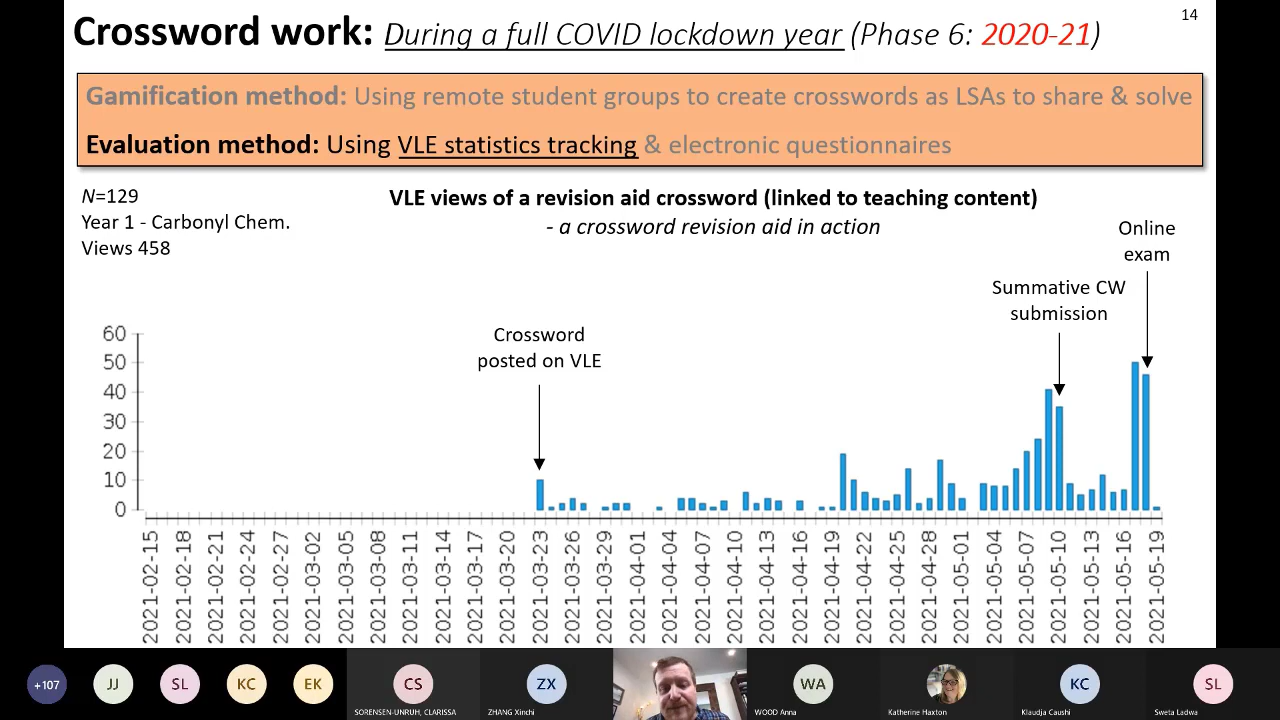 Crossword work: During a full COVID lockdown year (Phase 6: 2020-21)
14
Gamification method: Using remote student groups to create crosswords as LSAs to share & solve
Evaluation method: Using VLE statistics tracking & electronic questionnaires
N=129
Year 1 - Carbonyl Chem.
Views 458
VLE views of a revision aid crossword (linked to teaching content)
- a crossword revision aid in action
Online
exam
Summative CW
submission
Crossword
posted on VLE
60
50
40
30
20
10
0
2021-02-15
2021-02-18
2021-02-21
2021-02-24
2021-02-27
2021-03-02
2021-03-05
2021-03-08
2021-03-11
2021-03-14
2021-03-17
2021-03-20
2021-03-23
2021-03-26
2021-03-29
2021-04-01
2021-04-04
2021-04-07
2021-04-10
2021-04-13
2021-04-16
2021-04-19
2021-04-22
2021-04-25
2021-04-28
2021-05-01
2021-05-04
2021-05-07
2021-05-10
2021-05-13
2021-05-16
2021-05-19
+107
JJ
SL
KC
EK
CS
SORENSEN-UNRUH, CLARISSA
ZX
ZHANG Xinchi
WA
WOOD Anna
Katherine Haxton
KC
Klaudja Caushi
SL
Sweta Ladwa